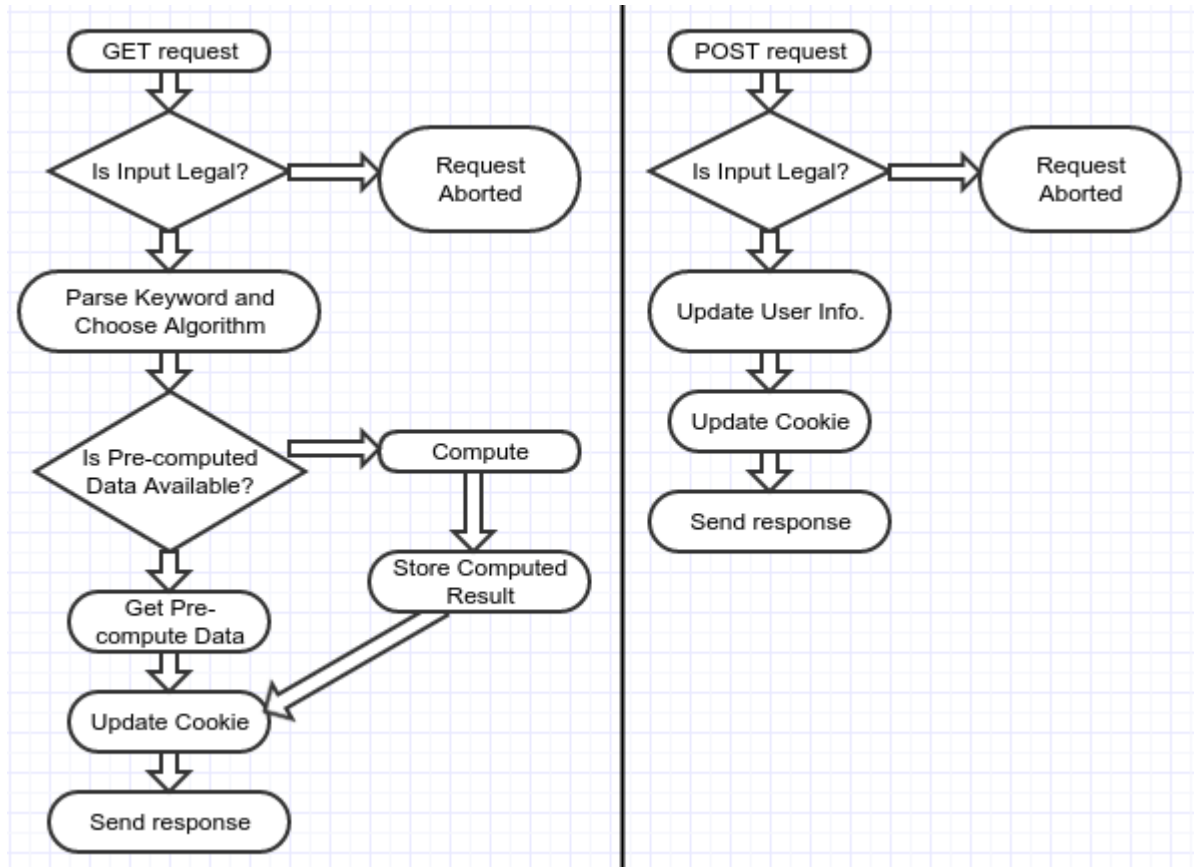 GET request
Is Input Legal?
Request
Aborted
Parse Keyword and
Choose Algorithm
Is Pre-computed
Data Available?
Compute
Store Computed
Result
Get Pre-
compute Data
Update Cookie
Send response
POST request
Is Input Legal?
Request
Aborted
Update User Info.
Update Cookie
Send response